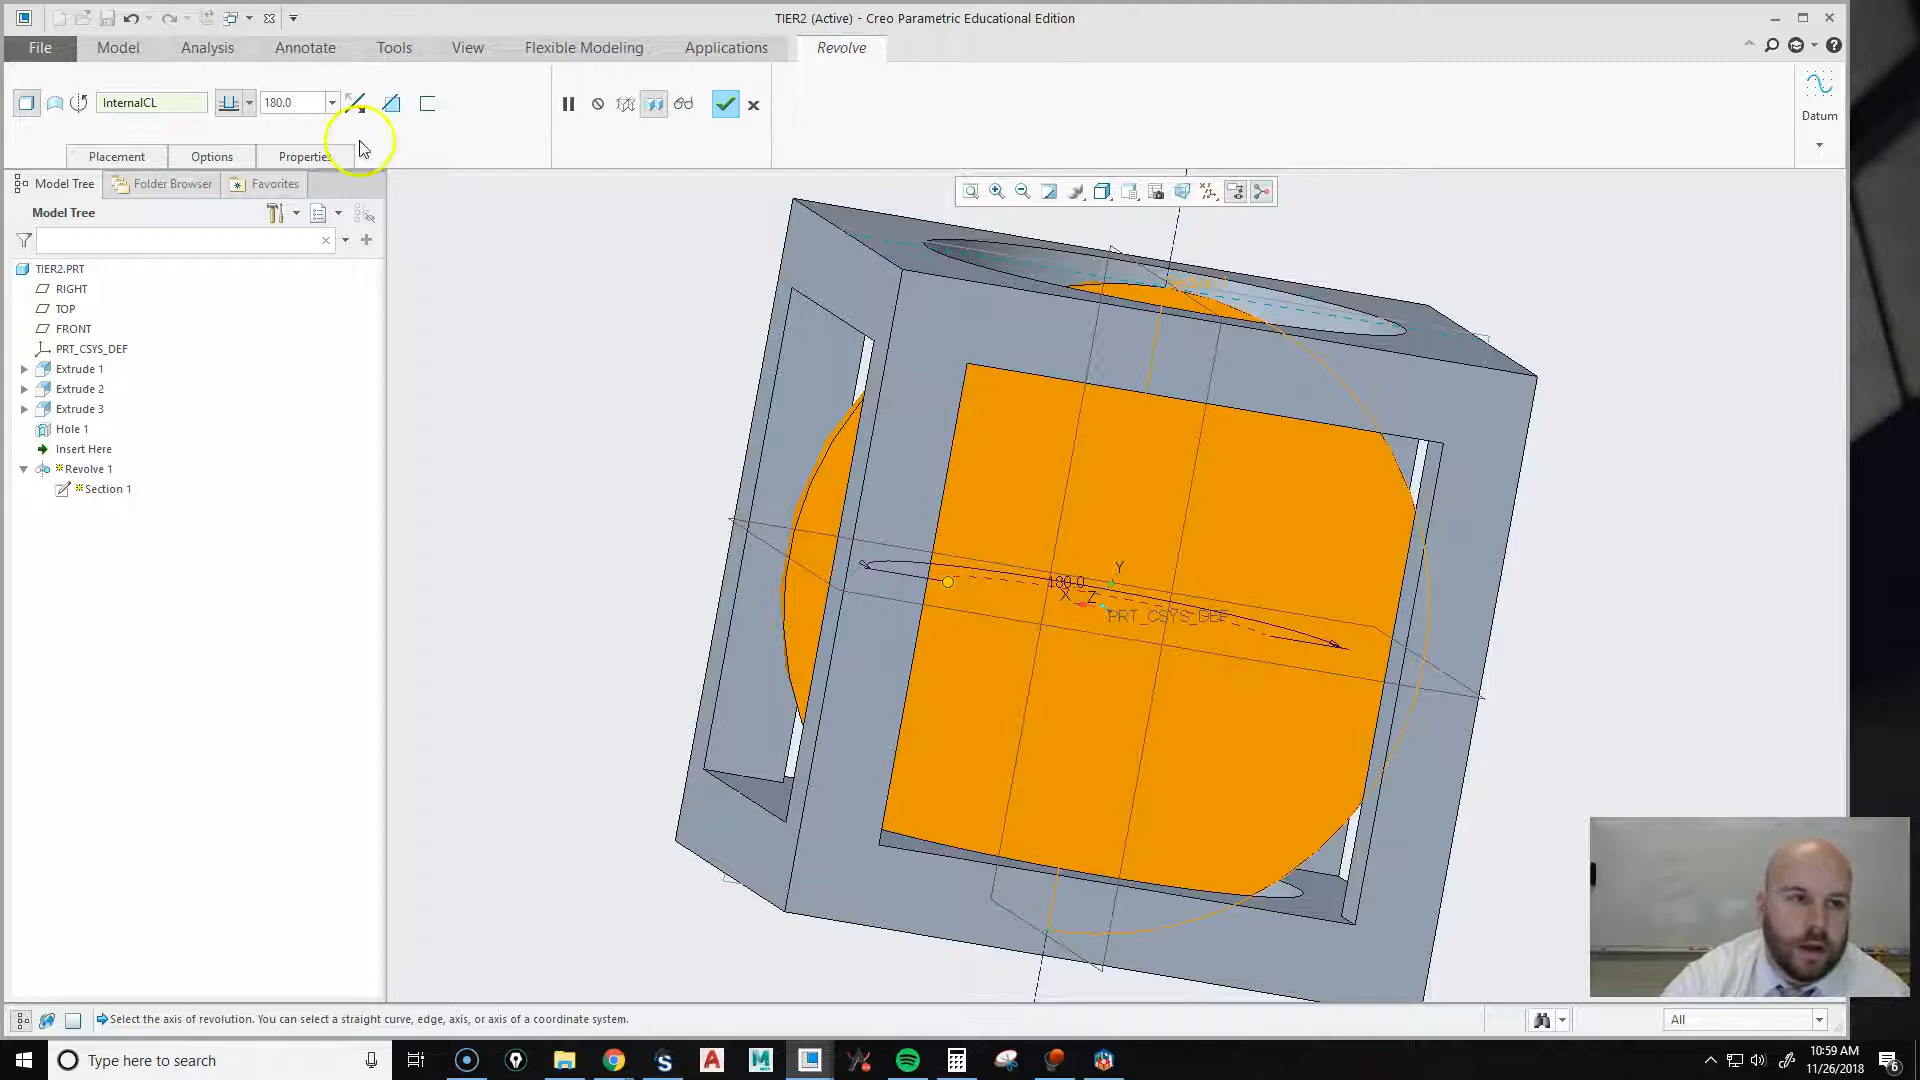 TIER2 (Active) - Creo Parametric Educational Edition
File
Model
Analysis
Annotate
Tools
View
Flexible Modeling
Applications
Revolve
InternalCL
180.0
Placement
Options
Properties
Datum
Model Tree
Folder Browser
Favorites
Model Tree
TIER2.PRT
RIGHT
TOP
FRONT
PRT_CSYS_DEF
Extrude 1
Extrude 2
Extrude 3
Hole 1
Insert Here
Revolve 1
Section 1
180.0
Y
X
Z
PRT_CSYS_DEF
Select the axis of revolution. You can select a straight curve, edge, axis, or axis of a coordinate system.
All
Type here to search
10:59 AM
11/26/2018
6